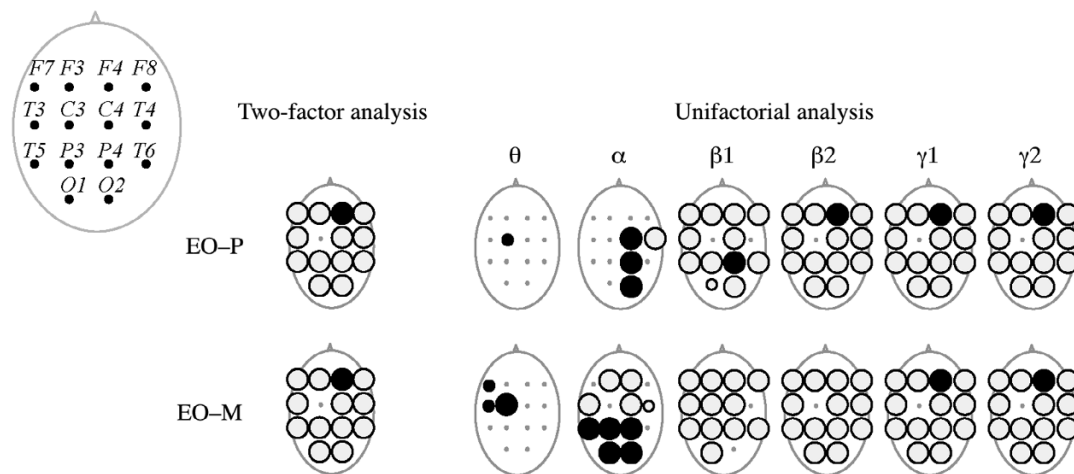 F7 F3 F4 F8
T3 C3 C4 T4
T5 P3 P4 T6
O1 O2
Two-factor analysis
Unifactorial analysis
θ α β1 β2 γ1 γ2
EO–P
EO–M